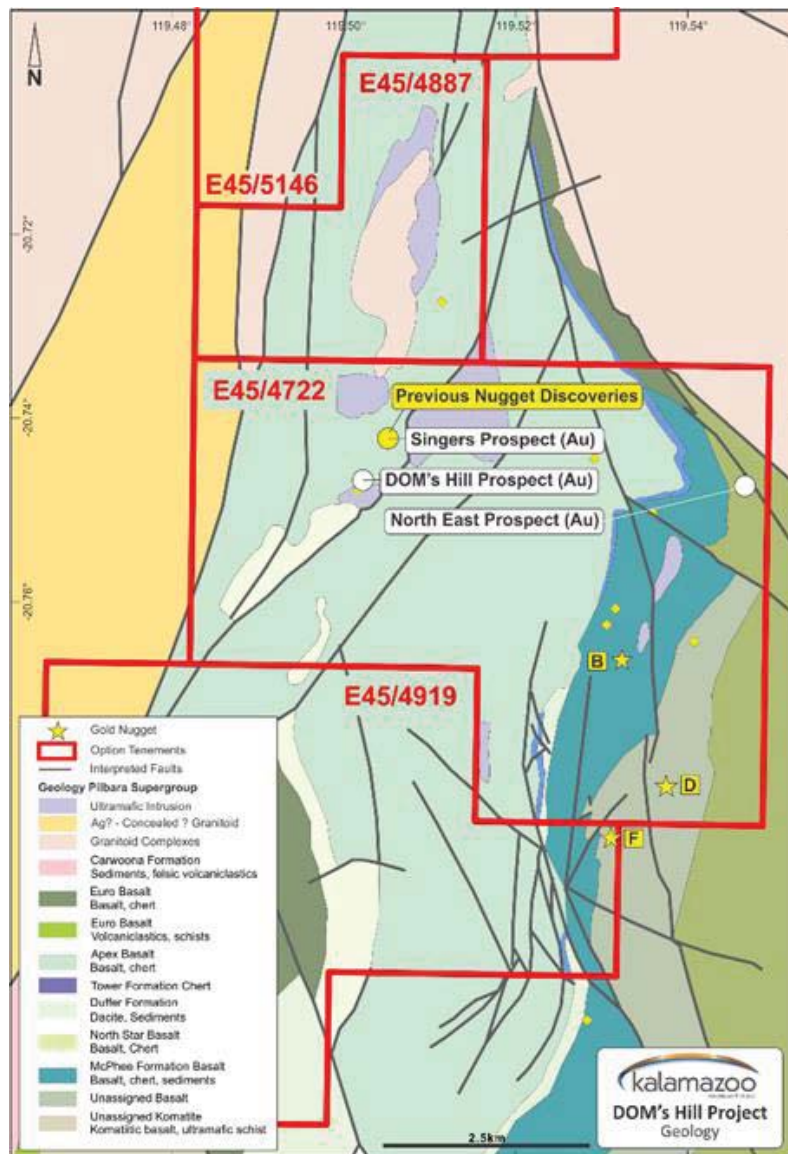 119.48° 119.50° 119.52° 119.54°
N
E45/4887
E45/5146
-20.72°
E45/4722
-20.74°
Previous Nugget Discoveries
Singers Prospect (Au)
DOM's Hill Prospect (Au)
North East Prospect (Au)
-20.76°
B
E45/4919
D
F
Gold Nugget
Option Tenements
Interpreted Faults
Geology Pilbara Supergroup
Ultramafic Intrusion
Ag? - Concealed ? Granitoid
Granitoid Complexes
Carwoona Formation
Sediments, felsic volcaniclastics
Euro Basalt
Basalt, chert
Euro Basalt
Volcaniclastics, schists
Apex Basalt
Basalt, chert
Tower Formation Chert
Duffer Formation
Dacite, Sediments
North Star Basalt
Basalt, Chert
McPhee Formation Basalt
Basalt, chert, sediments
Unassigned Basalt
Unassigned Komatite
Komatiitic basalt, ultramafic schist
2.5km
kalamazoo
DOM's Hill Project
Geology